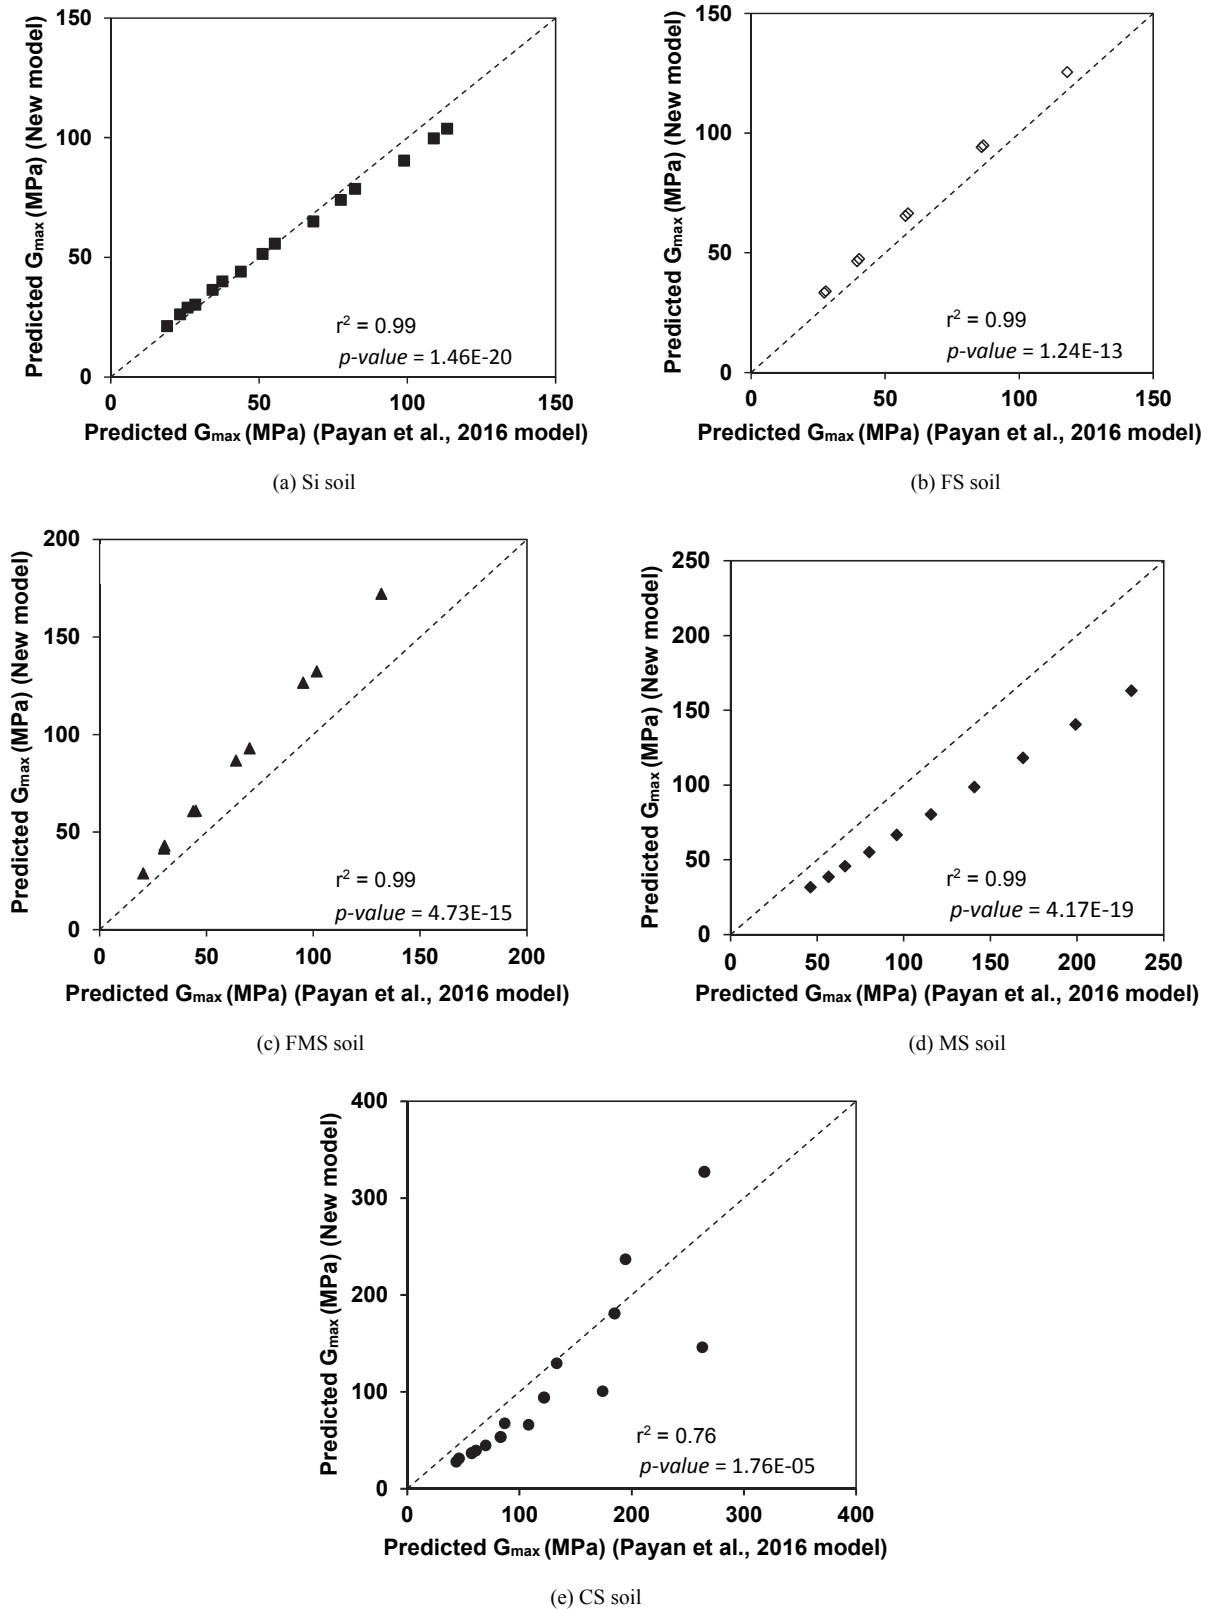 150
100
50
0
Predicted Gmax (MPa) (New model)
r² = 0.99
p-value = 1.46E-20
0 50 100 150
Predicted Gmax (MPa) (Payan et al., 2016 model)
(a) Si soil
150
100
50
0
Predicted Gmax (MPa) (New model)
r² = 0.99
p-value = 1.24E-13
0 50 100 150
Predicted Gmax (MPa) (Payan et al., 2016 model)
(b) FS soil
200
150
100
50
0
Predicted Gmax (MPa) (New model)
r² = 0.99
p-value = 4.73E-15
0 50 100 150 200
Predicted Gmax (MPa) (Payan et al., 2016 model)
(c) FMS soil
250
200
150
100
50
0
Predicted Gmax (MPa) (New model)
r² = 0.99
p-value = 4.17E-19
0 50 100 150 200 250
Predicted Gmax (MPa) (Payan et al., 2016 model)
(d) MS soil
400
300
200
100
0
Predicted Gmax (MPa) (New model)
r² = 0.76
p-value = 1.76E-05
0 100 200 300 400
Predicted Gmax (MPa) (Payan et al., 2016 model)
(e) CS soil